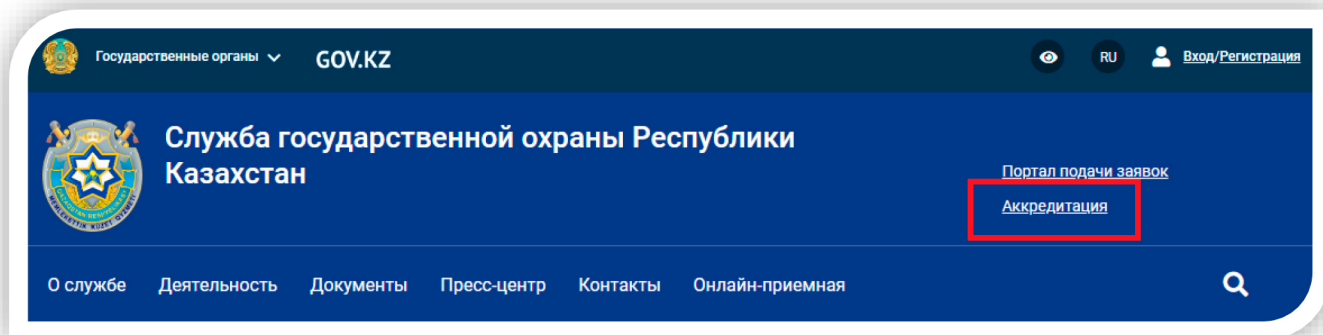 Государственные органы GOV.KZ RU Вход/Регистрация
Служба государственной охраны Республики
Казахстан
Портал подачи заявок
Аккредитация
О службе Деятельность Документы Пресс-центр Контакты Онлайн-приемная